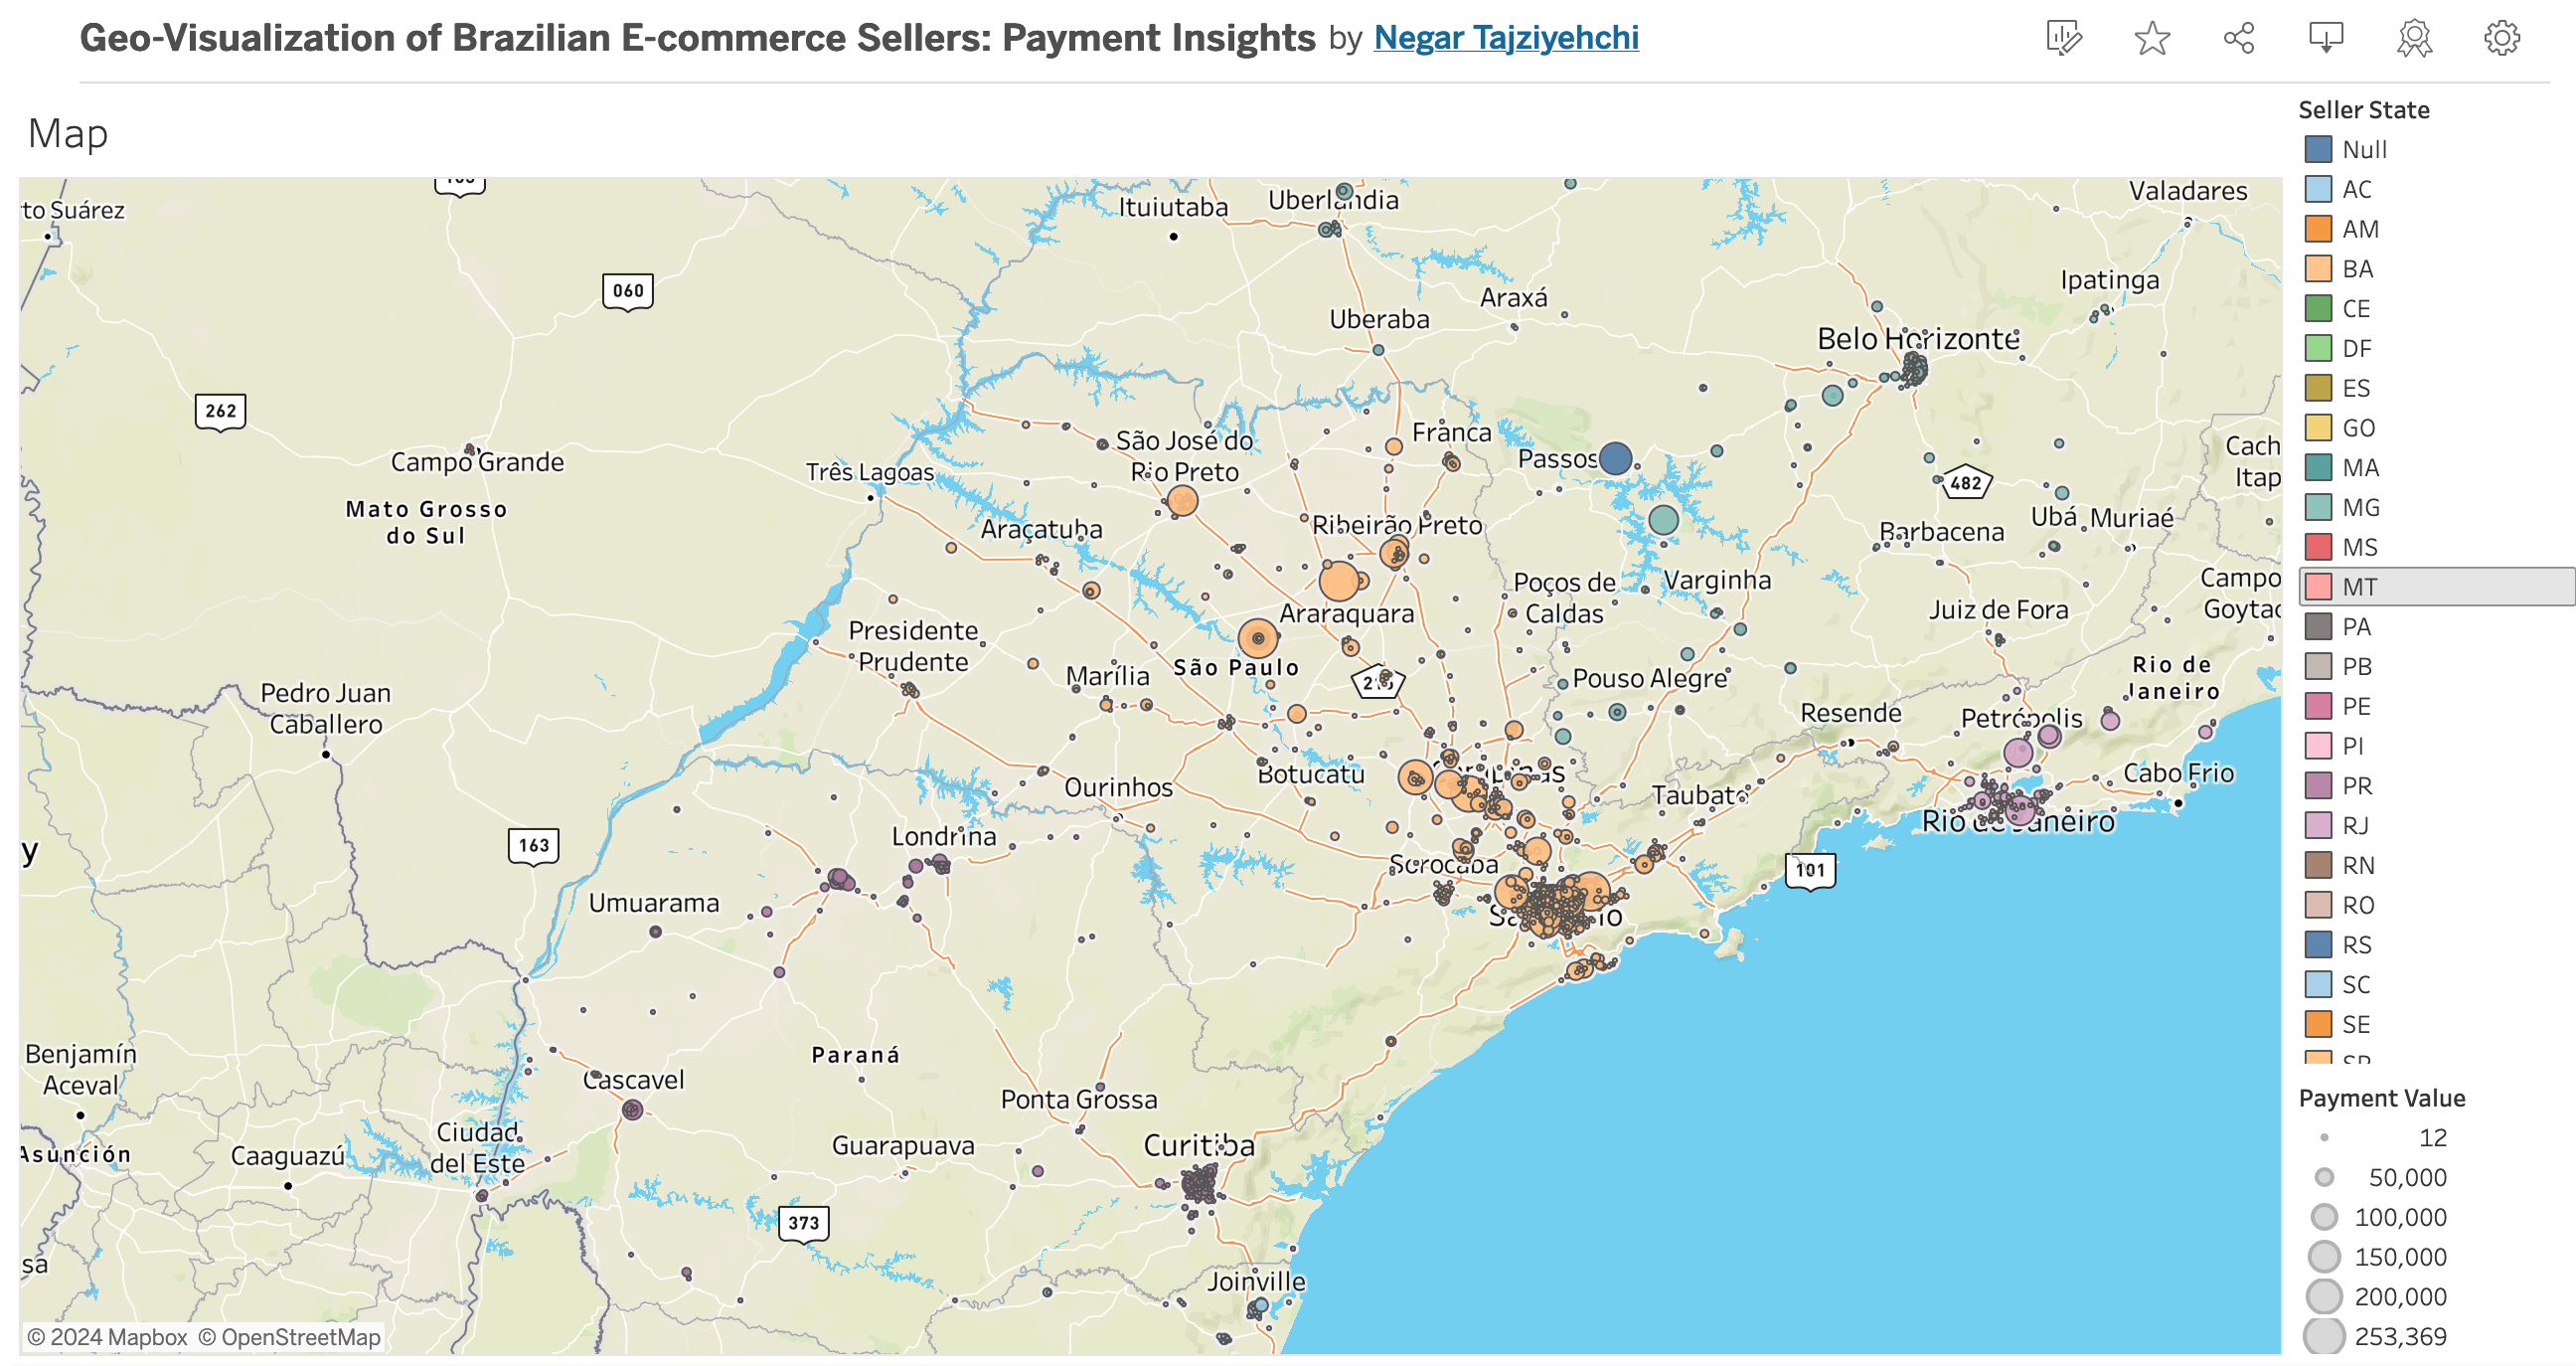 Geo-Visualization of Brazilian E-commerce Sellers: Payment Insights by Negar Tajziyehchi
Map
Seller State
Null
AC
AM
BA
CE
DF
ES
GO
MA
MG
MS
MT
PA
PB
PE
PI
PR
RJ
RN
RO
RS
SC
SE
SP
Payment Value
12
50,000
100,000
150,000
200,000
253,369
to Suárez
Ituiutaba
Uberlandia
Valadares
060
Araxá
Ipatinga
Uberaba
Belo Horizonte
262
Campo Grande
Mato Grosso
do Sul
Três Lagoas
São José do
Rio Preto
Franca
Passos
482
Cach
Itap
Araçatuba
Ribeirão Preto
Barbacena
Ubá
Muriaé
Poços de
Caldas
Varginha
Campo
Goytac
Araraquara
Juiz de Fora
Presidente
Prudente
Marília
São Paulo
Pouso Alegre
Rio de
Janeiro
Pedro Juan
Caballero
Resende
Petrópolis
Botucatu
Ourinhos
Taubat
Cabo Frio
Rio de Janeiro
y
163
Londrina
Sorocaba
101
Umuarama
Benjamín
Aceval
Paraná
Cascavel
Ponta Grossa
Asunción
Caaguazú
Ciudad
del Este
Guarapuava
Curitiba
373
sa
Joinville
© 2024 Mapbox © OpenStreetMap